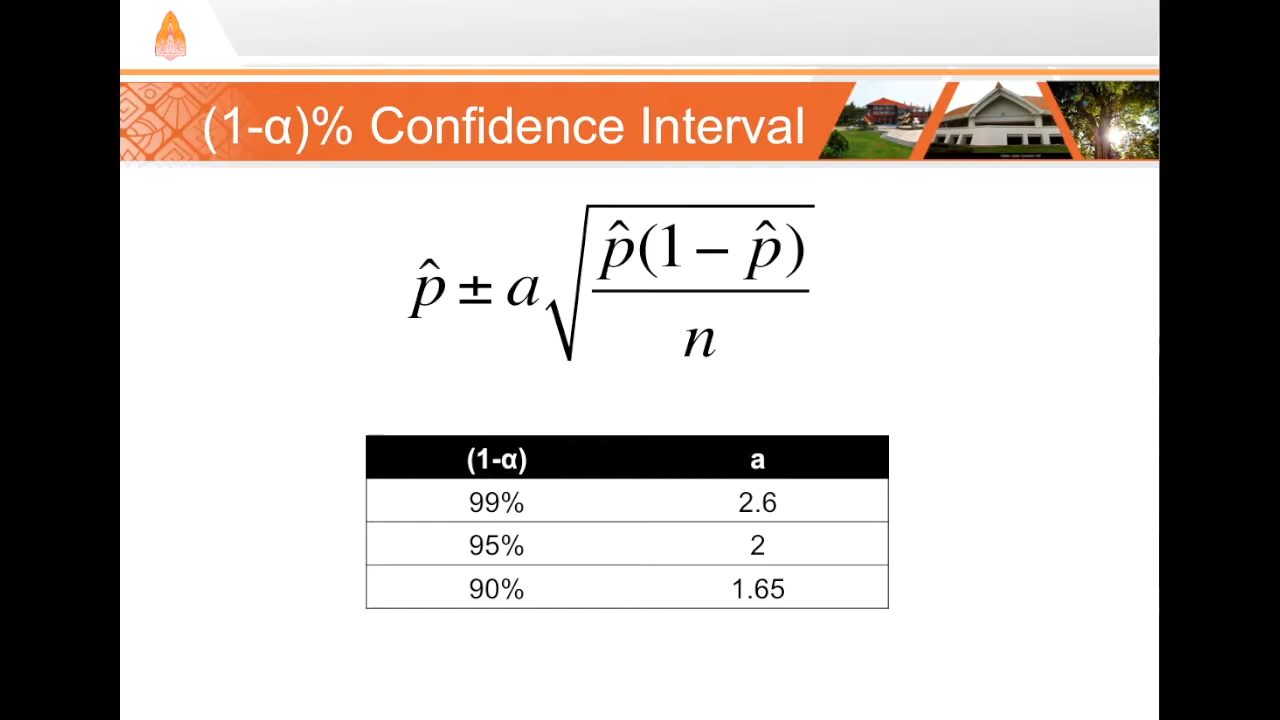 (1-α)% Confidence Interval
p̂ ± a√(p̂(1 − p̂)/n)
(1-α) a
99% 2.6
95% 2
90% 1.65